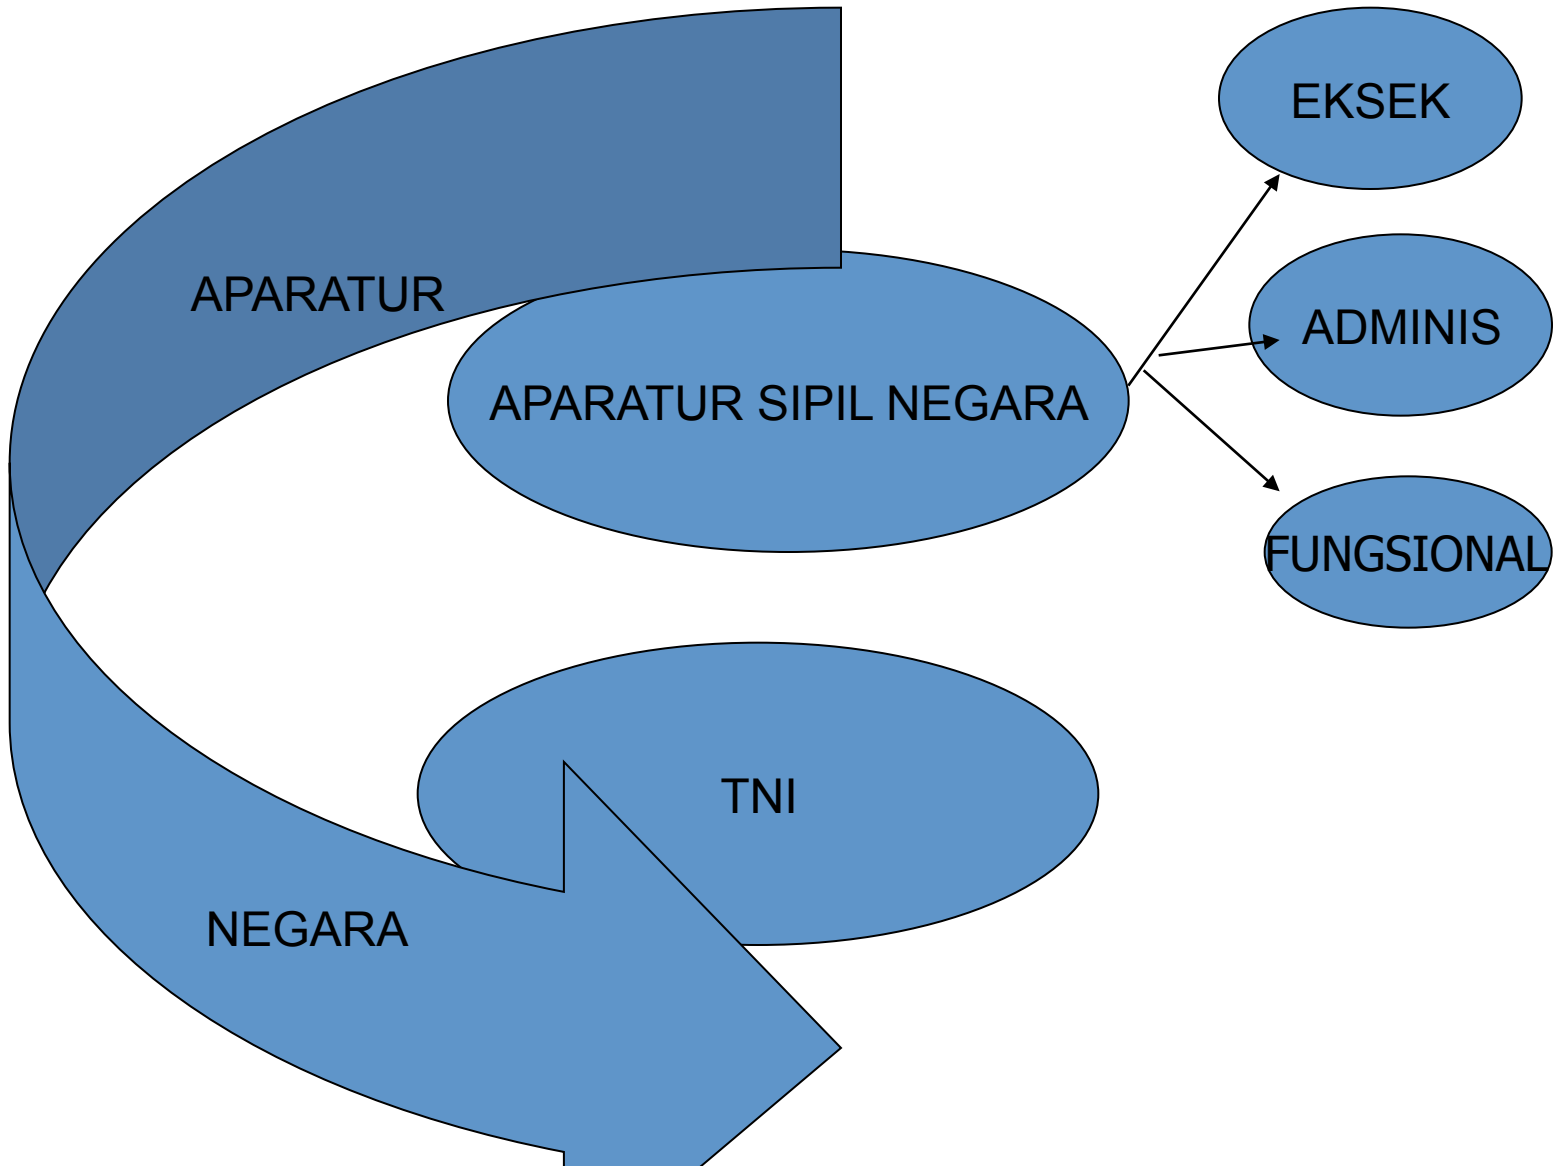 EKSEK
APARATUR
ADMINIS
APARATUR SIPIL NEGARA
FUNGSIONAL
TNI
NEGARA